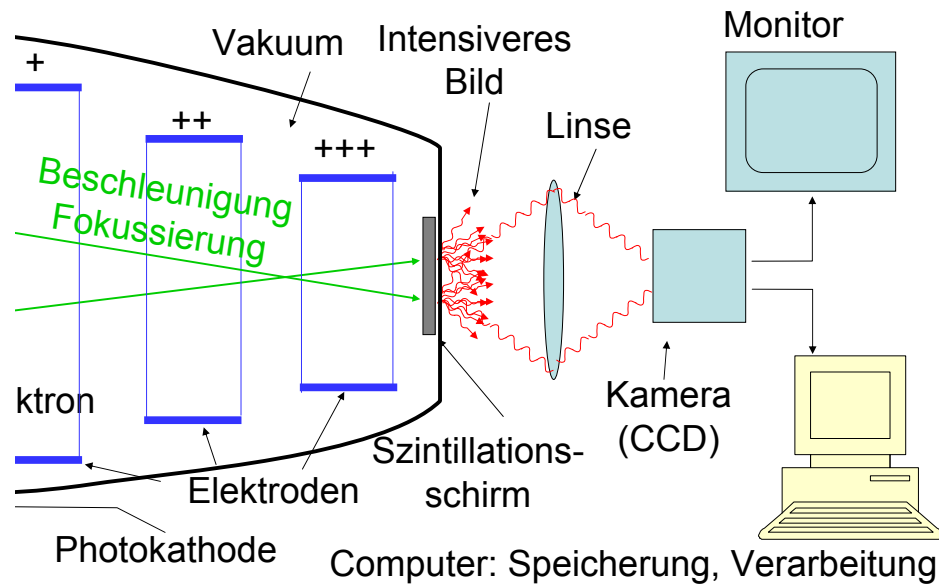 Vakuum
Intensiveres
Bild
Monitor
+
++
+++
Linse
Beschleunigung
Fokussierung
ktron
Kamera
(CCD)
Szintillations-
schirm
Elektroden
Photokathode
Computer: Speicherung, Verarbeitung